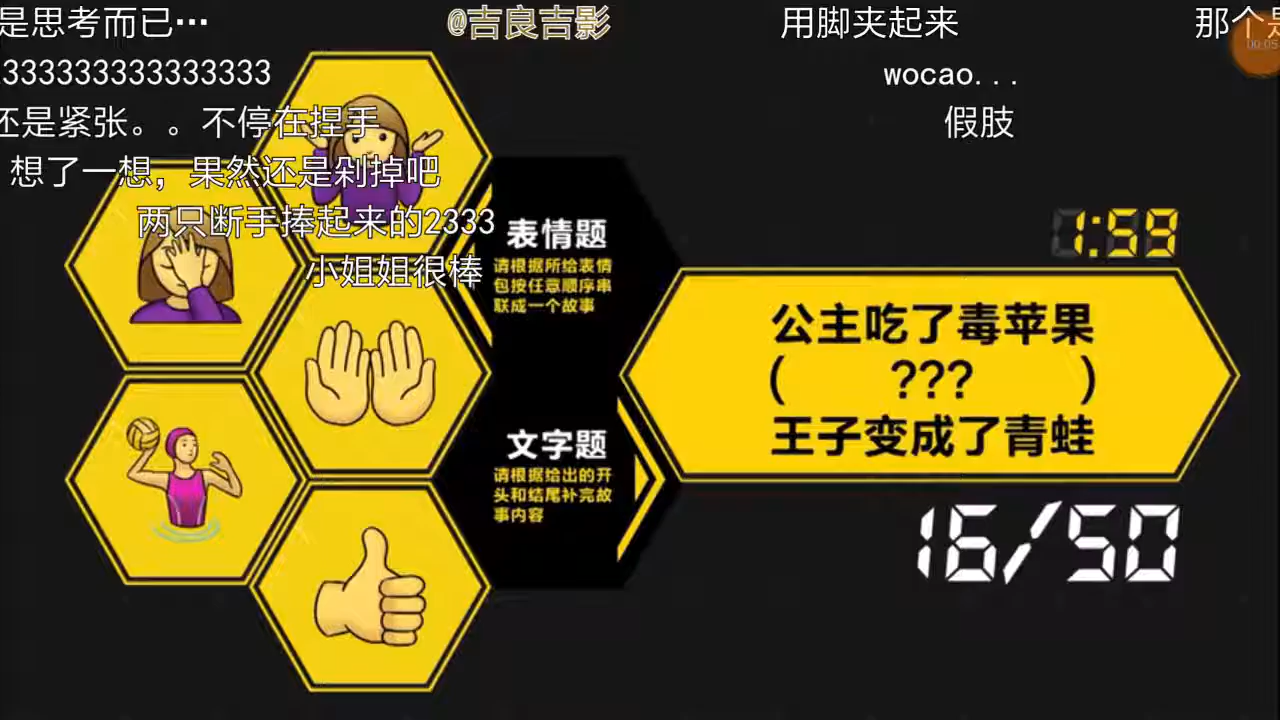 是思考而已…
@吉良吉影
用脚夹起来
那个是
333333333333333
wocao...
还是紧张。。不停在捏手
假肢
想了一想，果然还是剁掉吧
两只断手捧起来的2333
小姐姐很棒
00:05
表情题
请根据所给表情
包按任意顺序串
联成一个故事
文字题
请根据给出的开
头和结尾补充故
事内容
1:59
公主吃了毒苹果
( ??? )
王子变成了青蛙
16/50